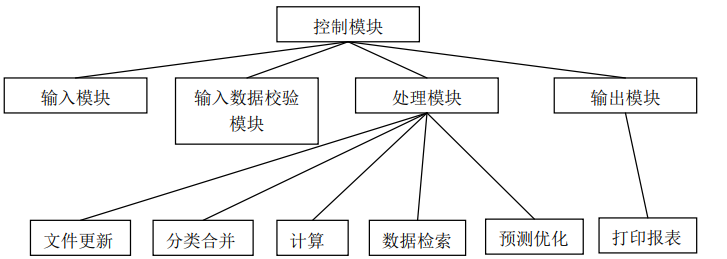 控制模块
输入模块
输入数据校验
模块
处理模块
输出模块
文件更新
分类合并
计算
数据检索
预测优化
打印报表